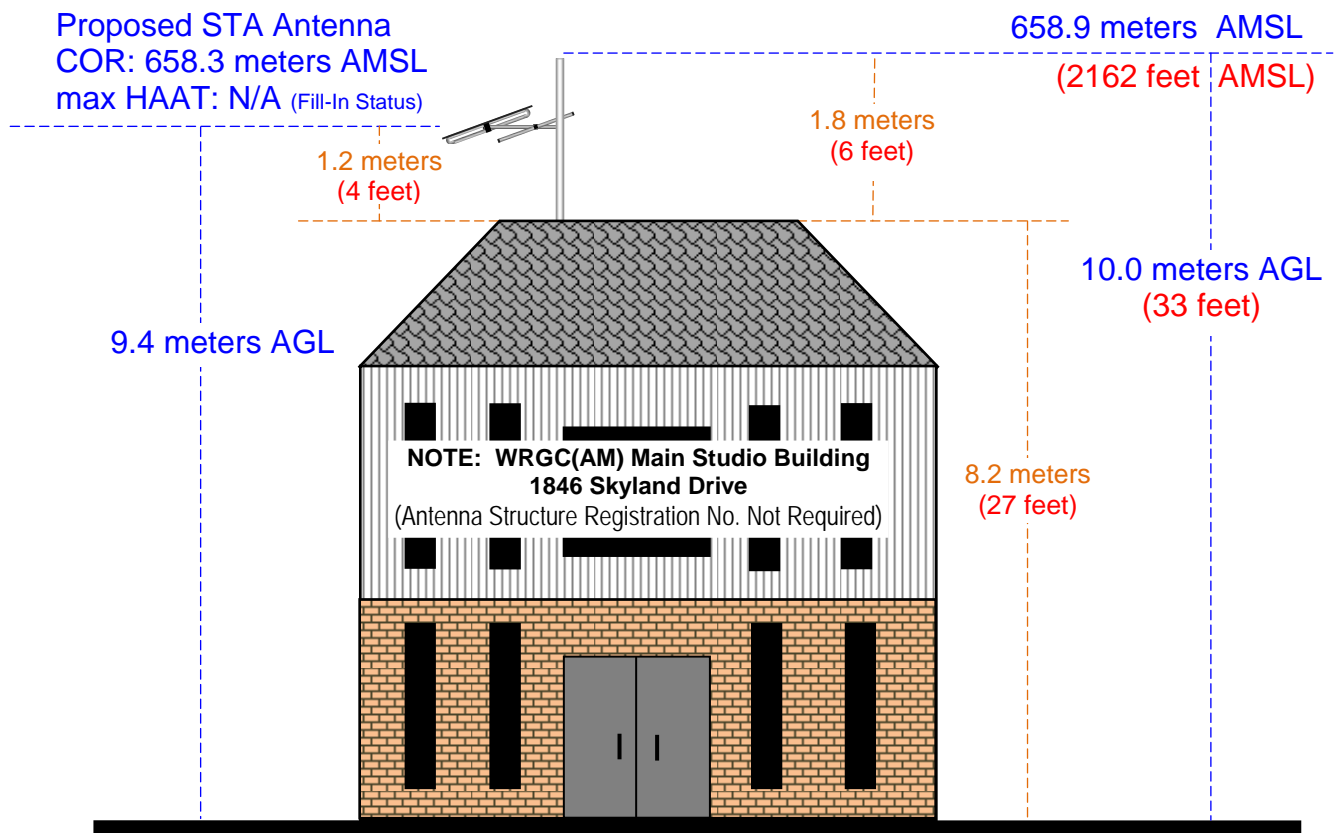 Proposed STA Antenna
COR: 658.3 meters AMSL
max HAAT: N/A (Fill-In Status)
658.9 meters AMSL
(2162 feet AMSL)
1.2 meters
(4 feet)
1.8 meters
(6 feet)
9.4 meters AGL
10.0 meters AGL
(33 feet)
NOTE: WRGC(AM) Main Studio Building
1846 Skyland Drive
(Antenna Structure Registration No. Not Required)
8.2 meters
(27 feet)